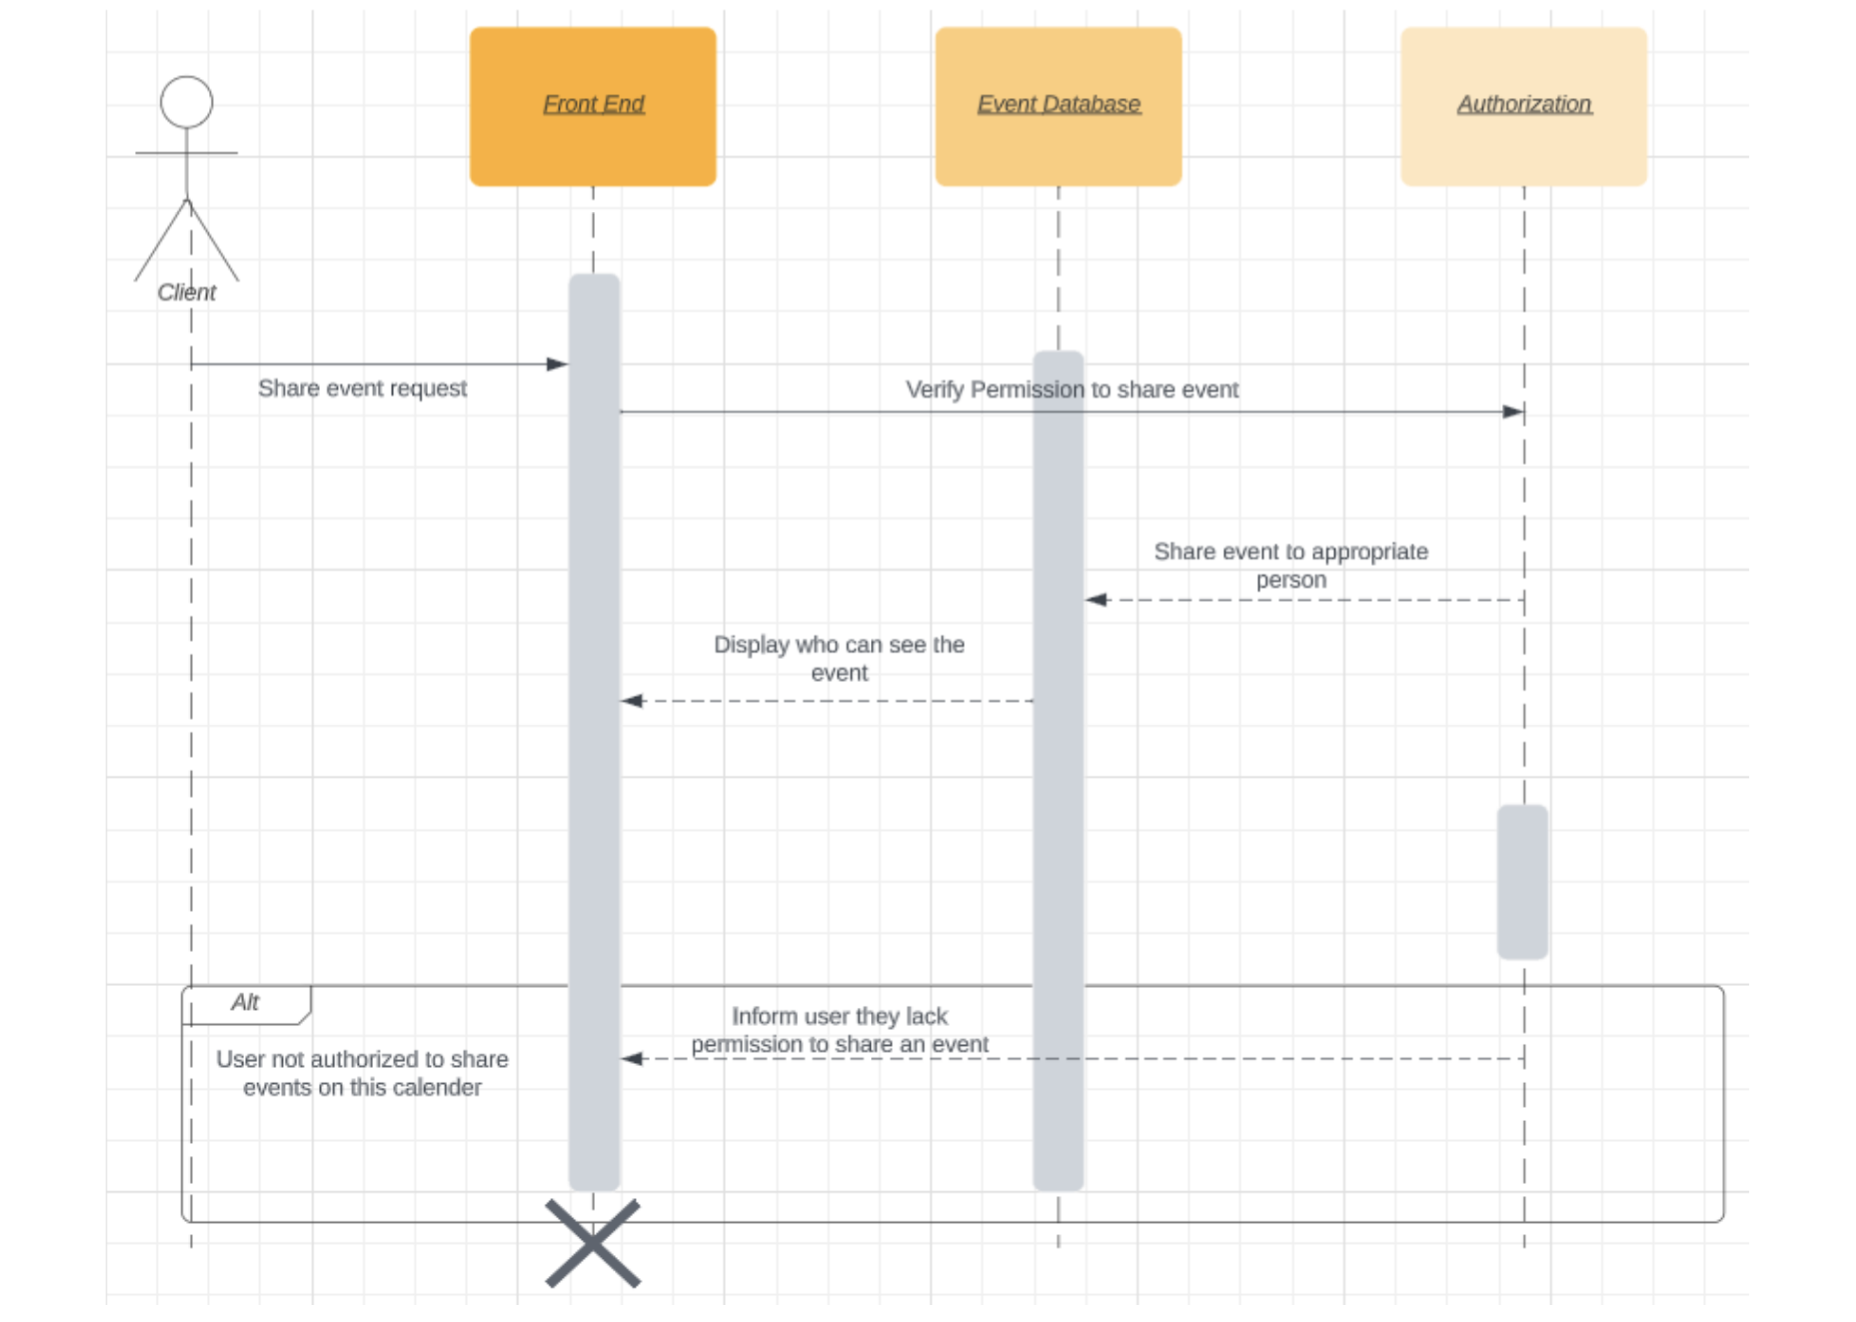 Front End
Event Database
Authorization
Client
Share event request
Verify Permission to share event
Share event to appropriate
person
Display who can see the
event
Alt
Inform user they lack
permission to share an event
User not authorized to share
events on this calender